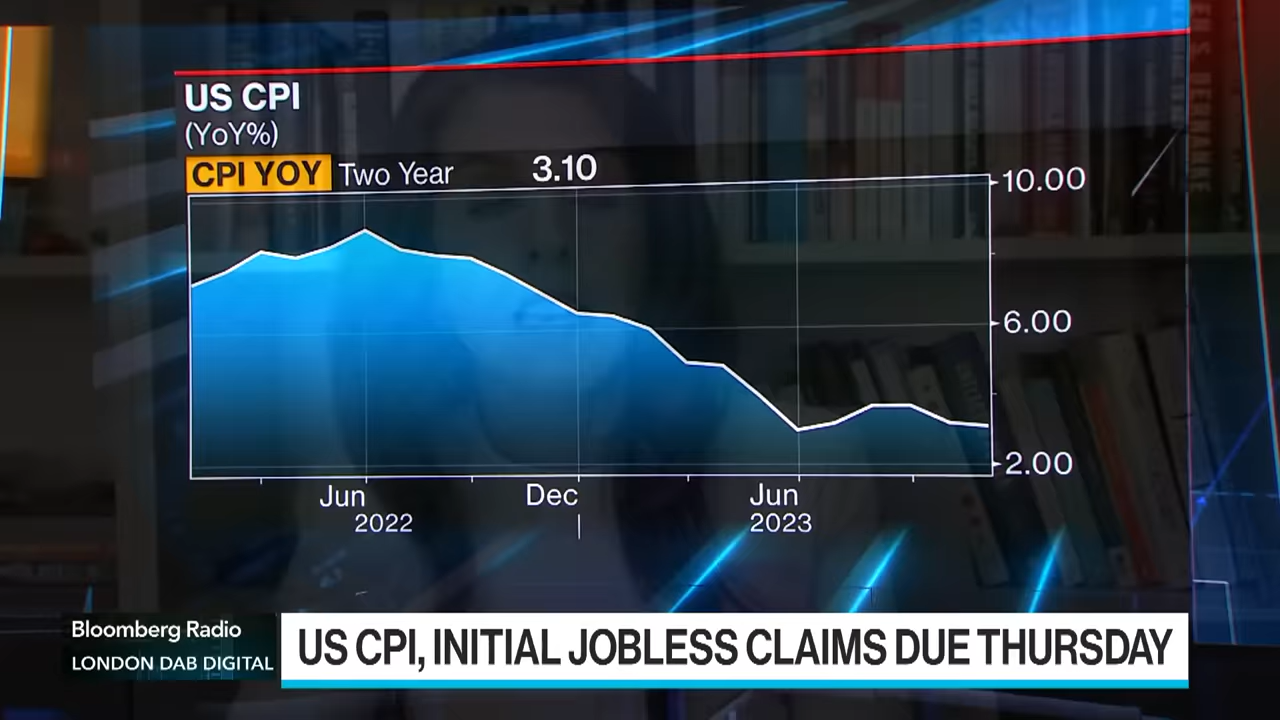 US CPI
(YoY%)
CPI YOY Two Year 3.10
10.00
6.00
2.00
Jun Dec Jun
2022 2023
Bloomberg Radio
LONDON DAB DIGITAL
US CPI, INITIAL JOBLESS CLAIMS DUE THURSDAY